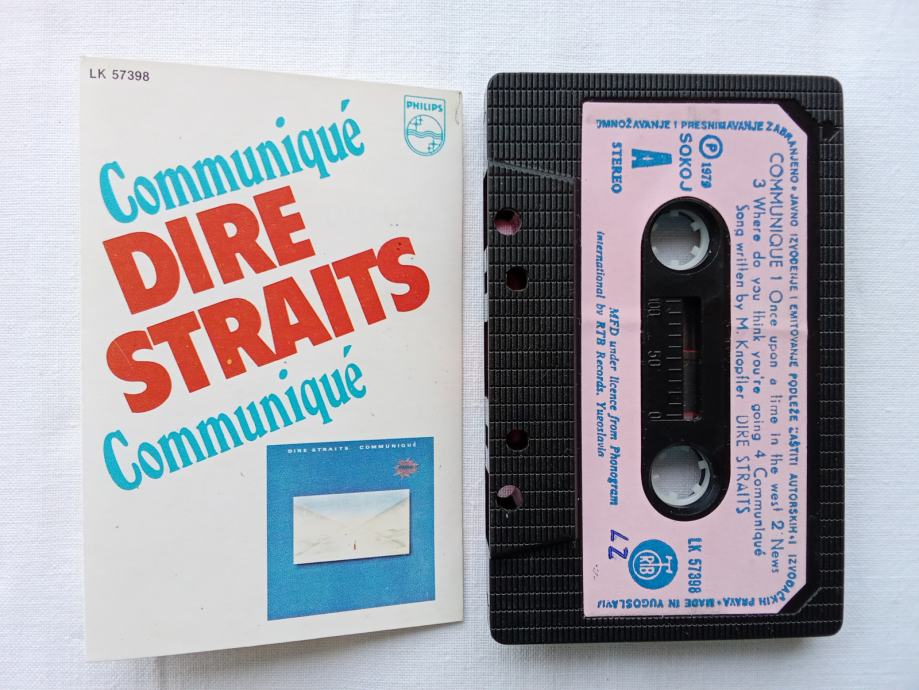 LK 57398
PHILIPS
Communiqué
DIRE
STRAITS
Communiqué
DIRE STRAITS COMMUNIQUÉ
UMNOŽAVANJE I PRESNIMAVANJE ZABRANJENO • JAVNO IZVOĐENJE I EMITOVANJE PODLEŽE ZAŠTITI AUTORSKIH I IZVOĐAČKIH PRAVA • MADE IN YUGOSLAVIA
COMMUNIQUE 1 Once upon a time in the west 2 News
3 Where do you think you're going 4 Communiqué
Song written by M. Knopfler DIRE STRAITS
℗ 1979
SOKOJ
A
STEREO
LK 57398
RTB
100 50 0
MFD under licence from Phonogram
International by RTB Records, Yugoslavia